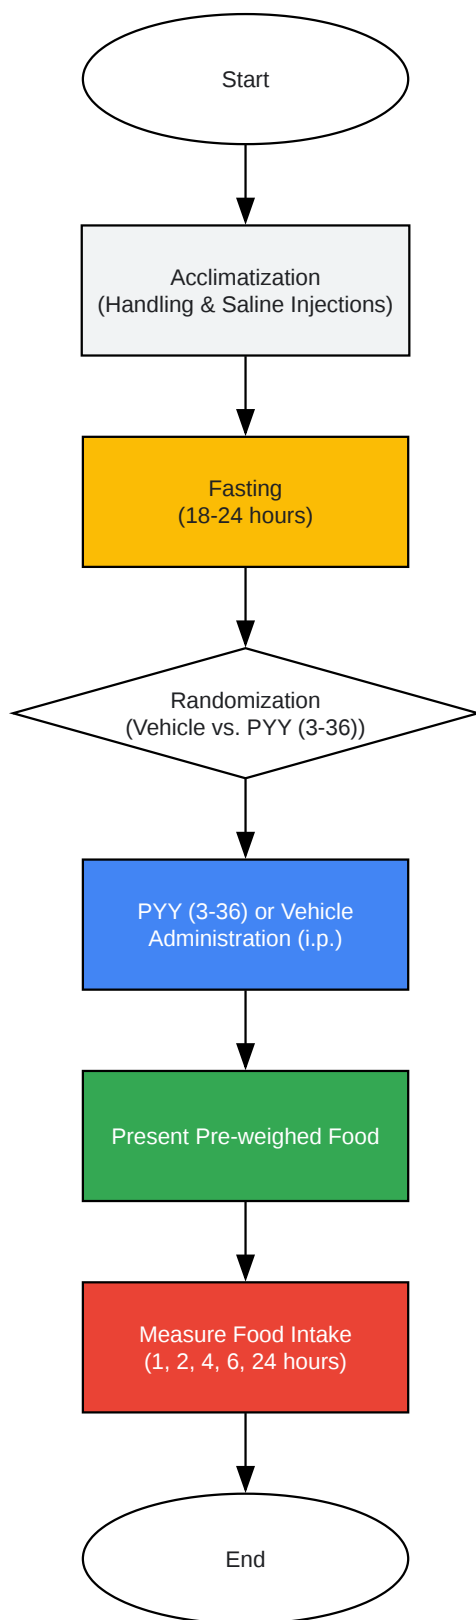 Start
Acclimatization
(Handling & Saline Injections)
Fasting
(18-24 hours)
Randomization
(Vehicle vs. PYY (3-36))
PYY (3-36) or Vehicle
Administration (i.p.)
Present Pre-weighed Food
Measure Food Intake
(1, 2, 4, 6, 24 hours)
End